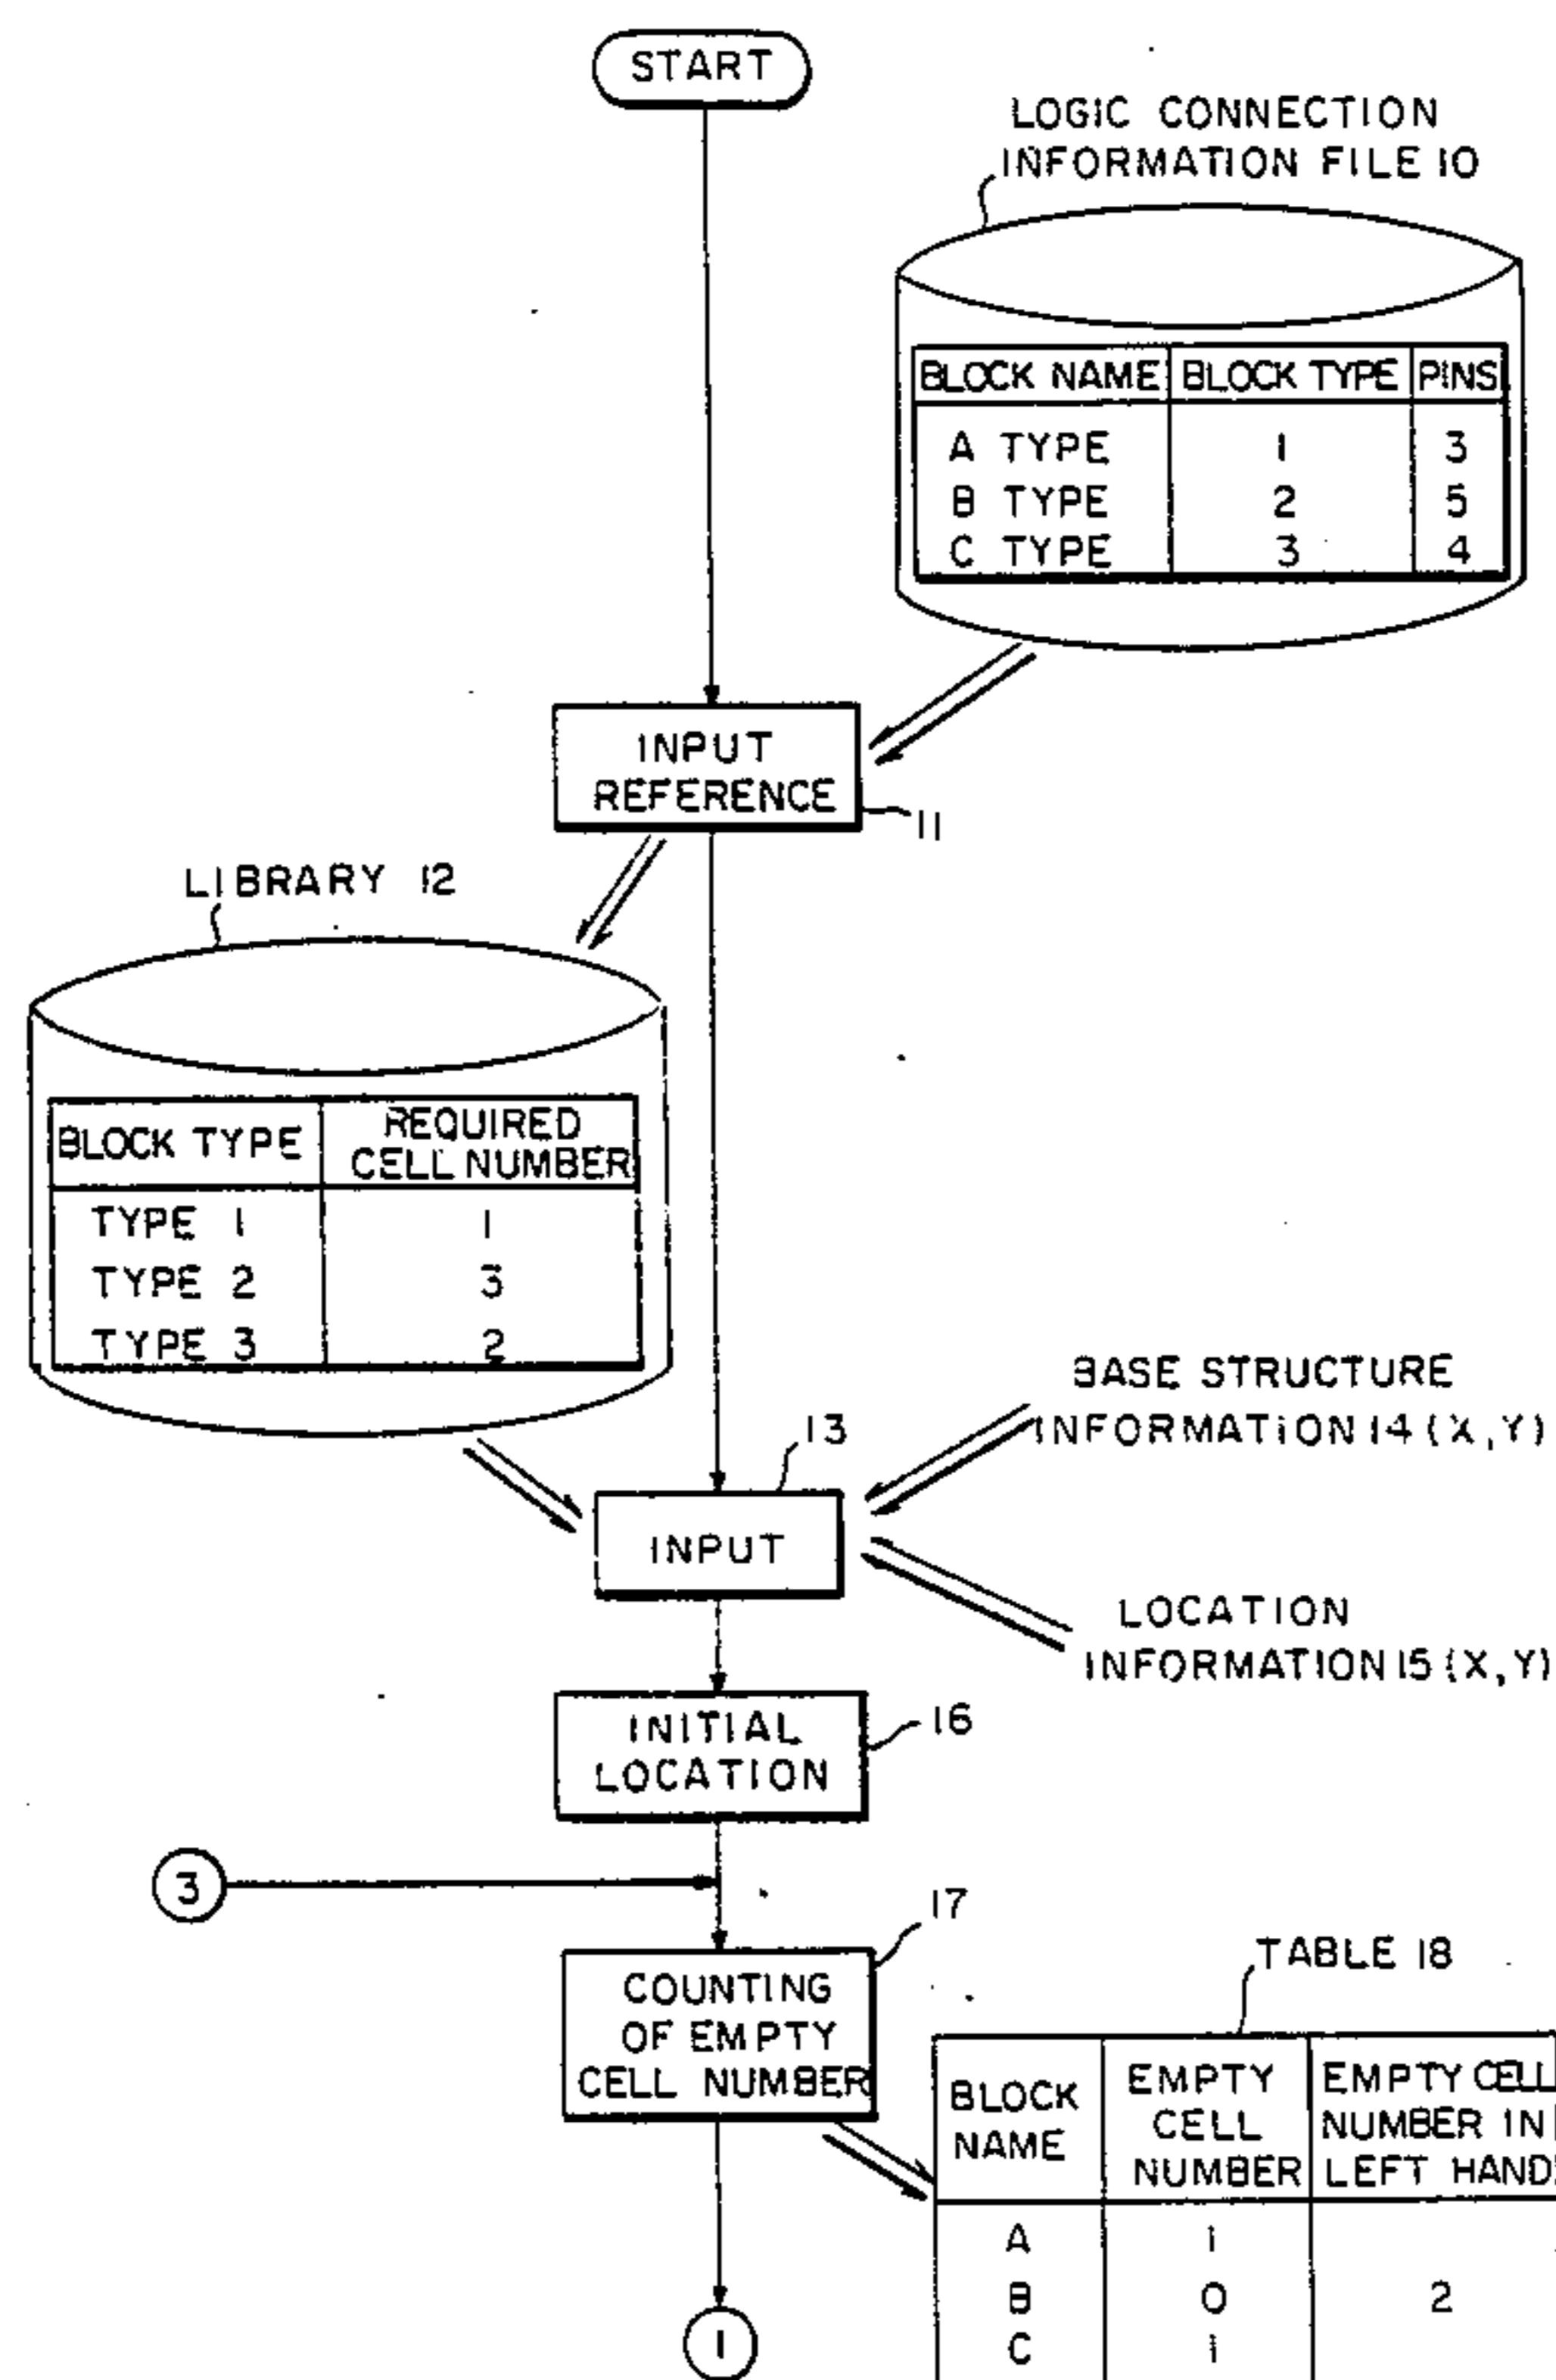 START
LOGIC CONNECTION
INFORMATION FILE 10
BLOCK NAME BLOCK TYPE PINS
A TYPE 1 3
B TYPE 2 5
C TYPE 3 4
INPUT
REFERENCE
11
LIBRARY 12
BLOCK TYPE REQUIRED
CELL NUMBER
TYPE 1 1
TYPE 2 3
TYPE 3 2
BASE STRUCTURE
INFORMATION 14 (X,Y)
13
INPUT
LOCATION
INFORMATION 15 (X,Y)
INITIAL
LOCATION
16
3
17
COUNTING
OF EMPTY
CELL NUMBER
TABLE 18
BLOCK
NAME
EMPTY
CELL
NUMBER
EMPTY CELL
NUMBER IN
LEFT HAND
A 1
B 0 2
C 1
1